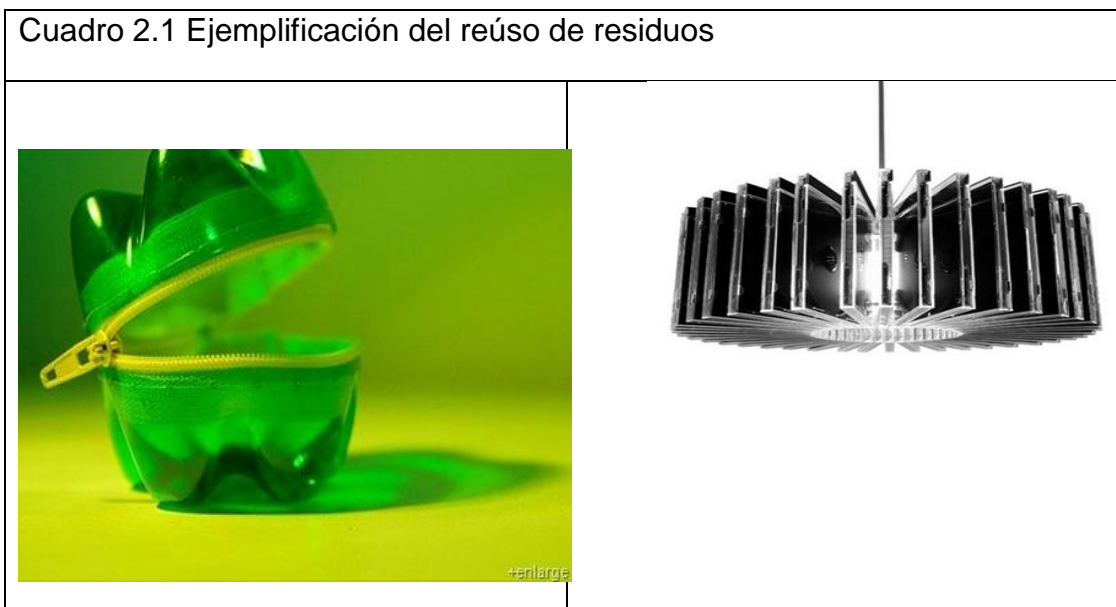 Cuadro 2.1 Ejemplificación del reúso de residuos
+enlarge